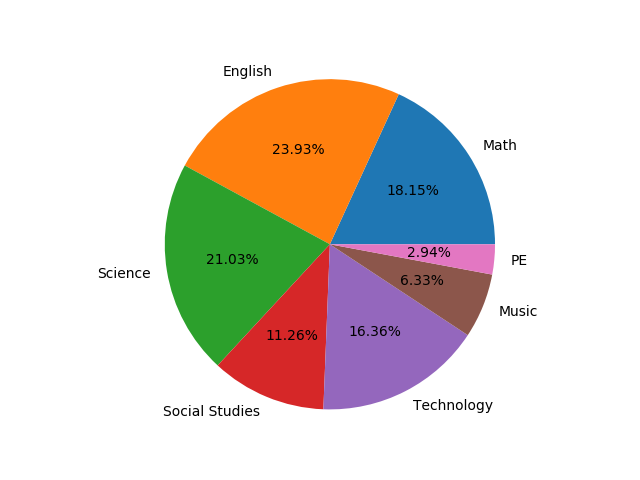 English
Math
23.93%
18.15%
2.94%
PE
21.03%
Science
6.33%
Music
11.26%
16.36%
Social Studies
Technology